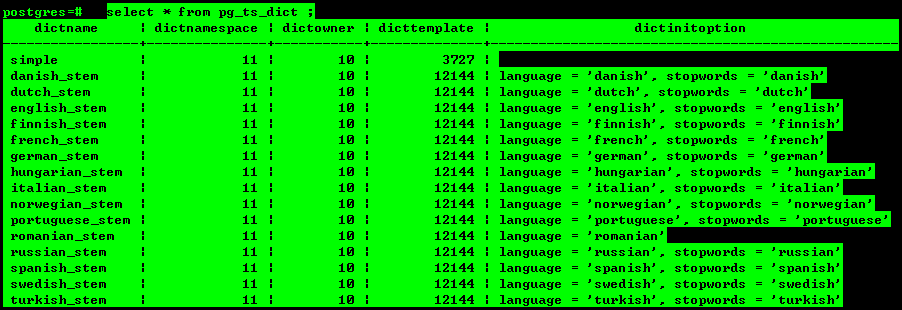 postgres=# select * from pg_ts_dict ;
dictname | dictnamespace | dictowner | dicttemplate | dictinitoption
---------------+---------------+-----------+--------------+---------------------------------------------------
simple | 11 | 10 | 3727 |
danish_stem | 11 | 10 | 12144 | language = 'danish', stopwords = 'danish'
dutch_stem | 11 | 10 | 12144 | language = 'dutch', stopwords = 'dutch'
english_stem | 11 | 10 | 12144 | language = 'english', stopwords = 'english'
finnish_stem | 11 | 10 | 12144 | language = 'finnish', stopwords = 'finnish'
french_stem | 11 | 10 | 12144 | language = 'french', stopwords = 'french'
german_stem | 11 | 10 | 12144 | language = 'german', stopwords = 'german'
hungarian_stem | 11 | 10 | 12144 | language = 'hungarian', stopwords = 'hungarian'
italian_stem | 11 | 10 | 12144 | language = 'italian', stopwords = 'italian'
norwegian_stem | 11 | 10 | 12144 | language = 'norwegian', stopwords = 'norwegian'
portuguese_stem | 11 | 10 | 12144 | language = 'portuguese', stopwords = 'portuguese'
romanian_stem | 11 | 10 | 12144 | language = 'romanian'
russian_stem | 11 | 10 | 12144 | language = 'russian', stopwords = 'russian'
spanish_stem | 11 | 10 | 12144 | language = 'spanish', stopwords = 'spanish'
swedish_stem | 11 | 10 | 12144 | language = 'swedish', stopwords = 'swedish'
turkish_stem | 11 | 10 | 12144 | language = 'turkish', stopwords = 'turkish'